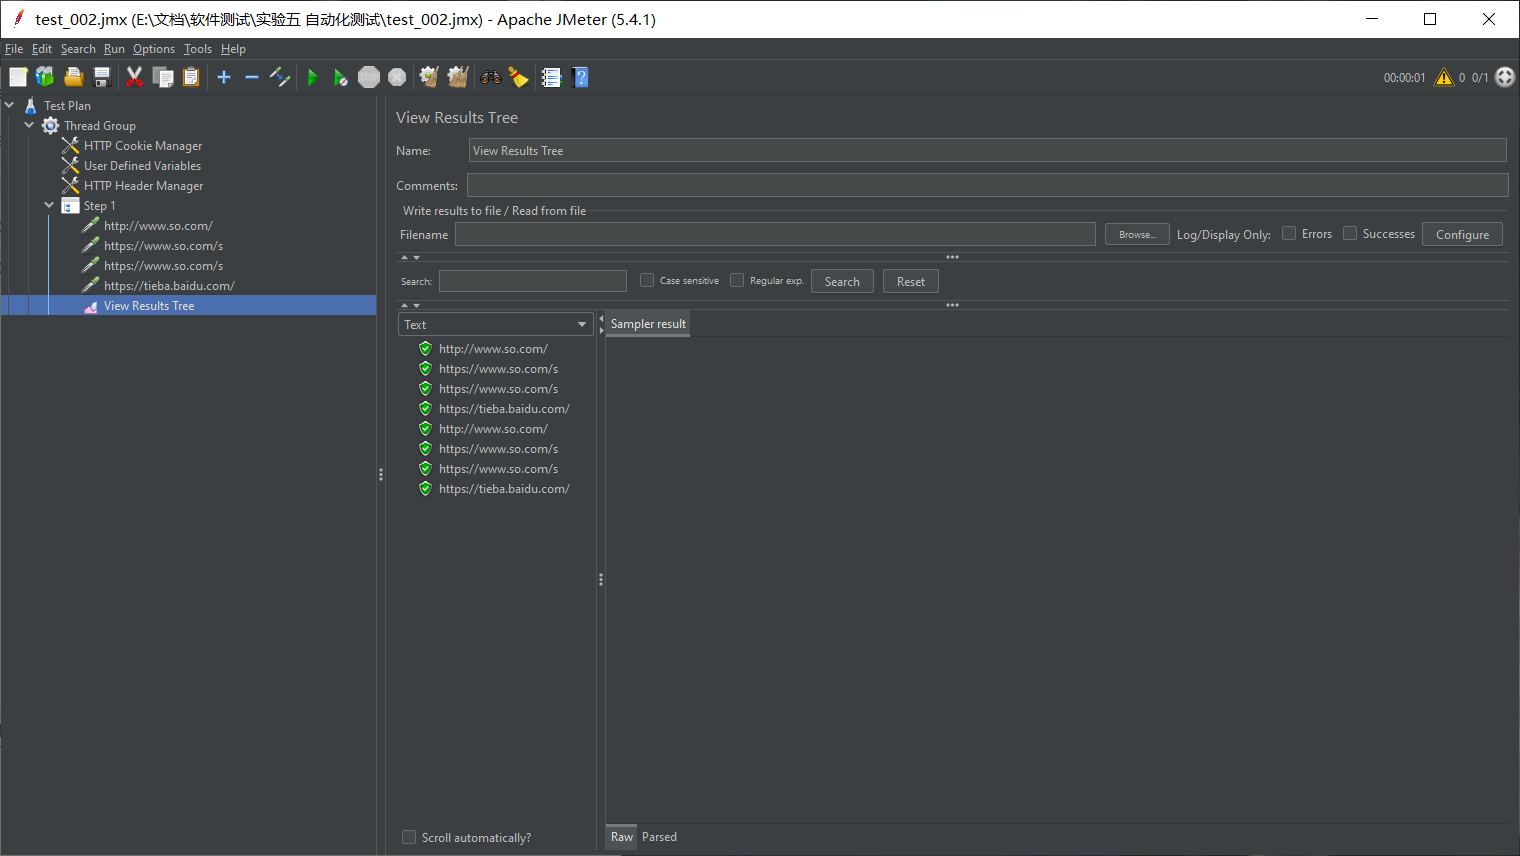 test_002.jmx (E:\文档\软件测试\实验五 自动化测试\test_002.jmx) - Apache JMeter (5.4.1)
File Edit Search Run Options Tools Help
STOP 00:00:01 0 0/1
Test Plan
Thread Group
HTTP Cookie Manager
User Defined Variables
HTTP Header Manager
Step 1
http://www.so.com/
https://www.so.com/s
https://www.so.com/s
https://tieba.baidu.com/
View Results Tree
View Results Tree
Name: View Results Tree
Comments:
Write results to file / Read from file
Filename Browse... Log/Display Only: Errors Successes Configure
Search: Case sensitive Regular exp. Search Reset
Text
Sampler result
http://www.so.com/
https://www.so.com/s
https://www.so.com/s
https://tieba.baidu.com/
http://www.so.com/
https://www.so.com/s
https://www.so.com/s
https://tieba.baidu.com/
Scroll automatically?
Raw Parsed